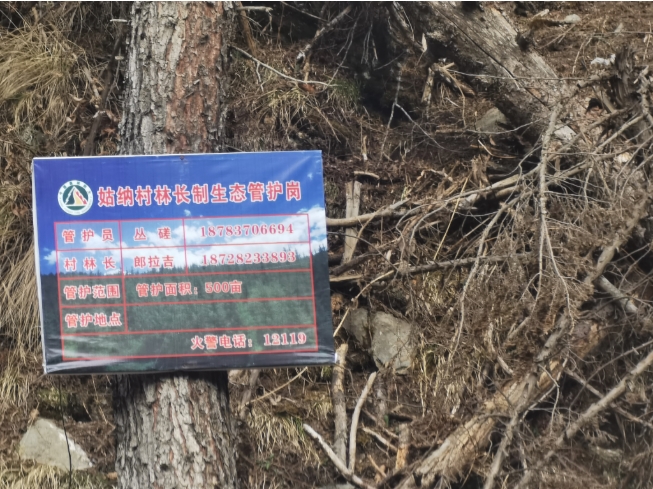 姑纳村林长制生态管护岗
管护员 丛磋 18783706694
村林长 郎拉吉 18728233893
管护范围 管护面积：500亩
管护地点
火警电话：12119